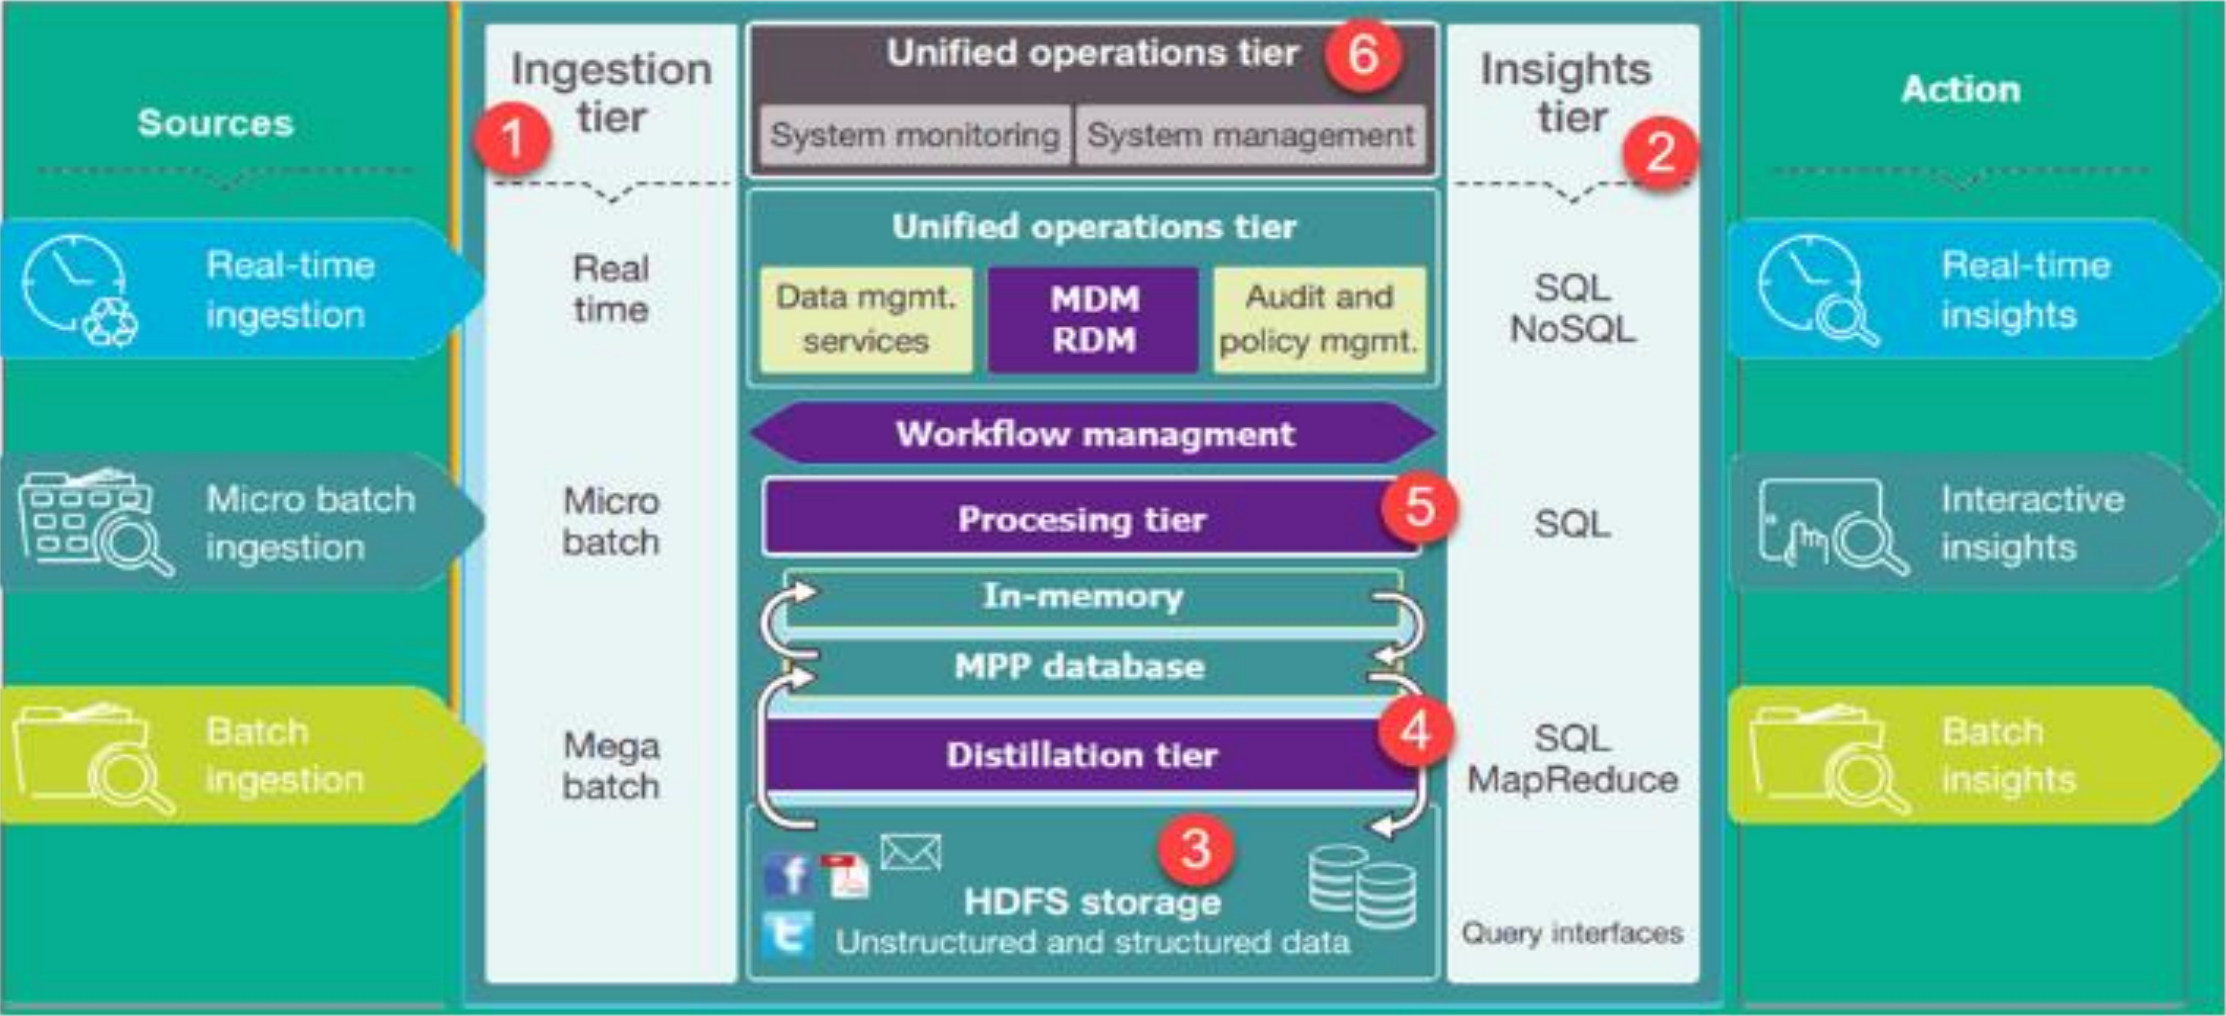 Sources
Real-time
ingestion
Micro batch
ingestion
Batch
ingestion
Ingestion
tier
1
Real
time
Micro
batch
Mega
batch
Unified operations tier
6
System monitoring
System management
Unified operations tier
Data mgmt.
services
MDM
RDM
Audit and
policy mgmt.
Workflow managment
Procesing tier
5
In-memory
MPP database
Distillation tier
4
3
HDFS storage
Unstructured and structured data
Insights
tier
2
SQL
NoSQL
SQL
SQL
MapReduce
Query interfaces
Action
Real-time
insights
Interactive
insights
Batch
insights